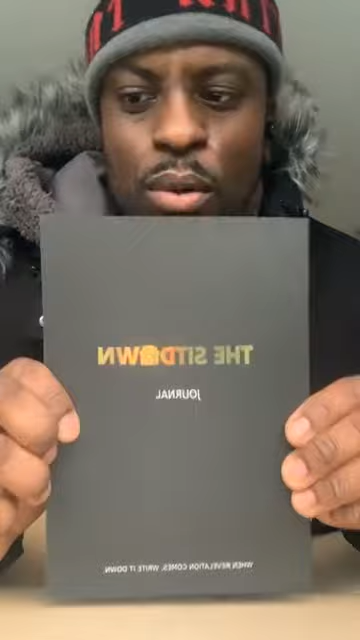 THE SITDOWN
JOURNAL
WHEN REVELATION COMES, WRITE IT DOWN.